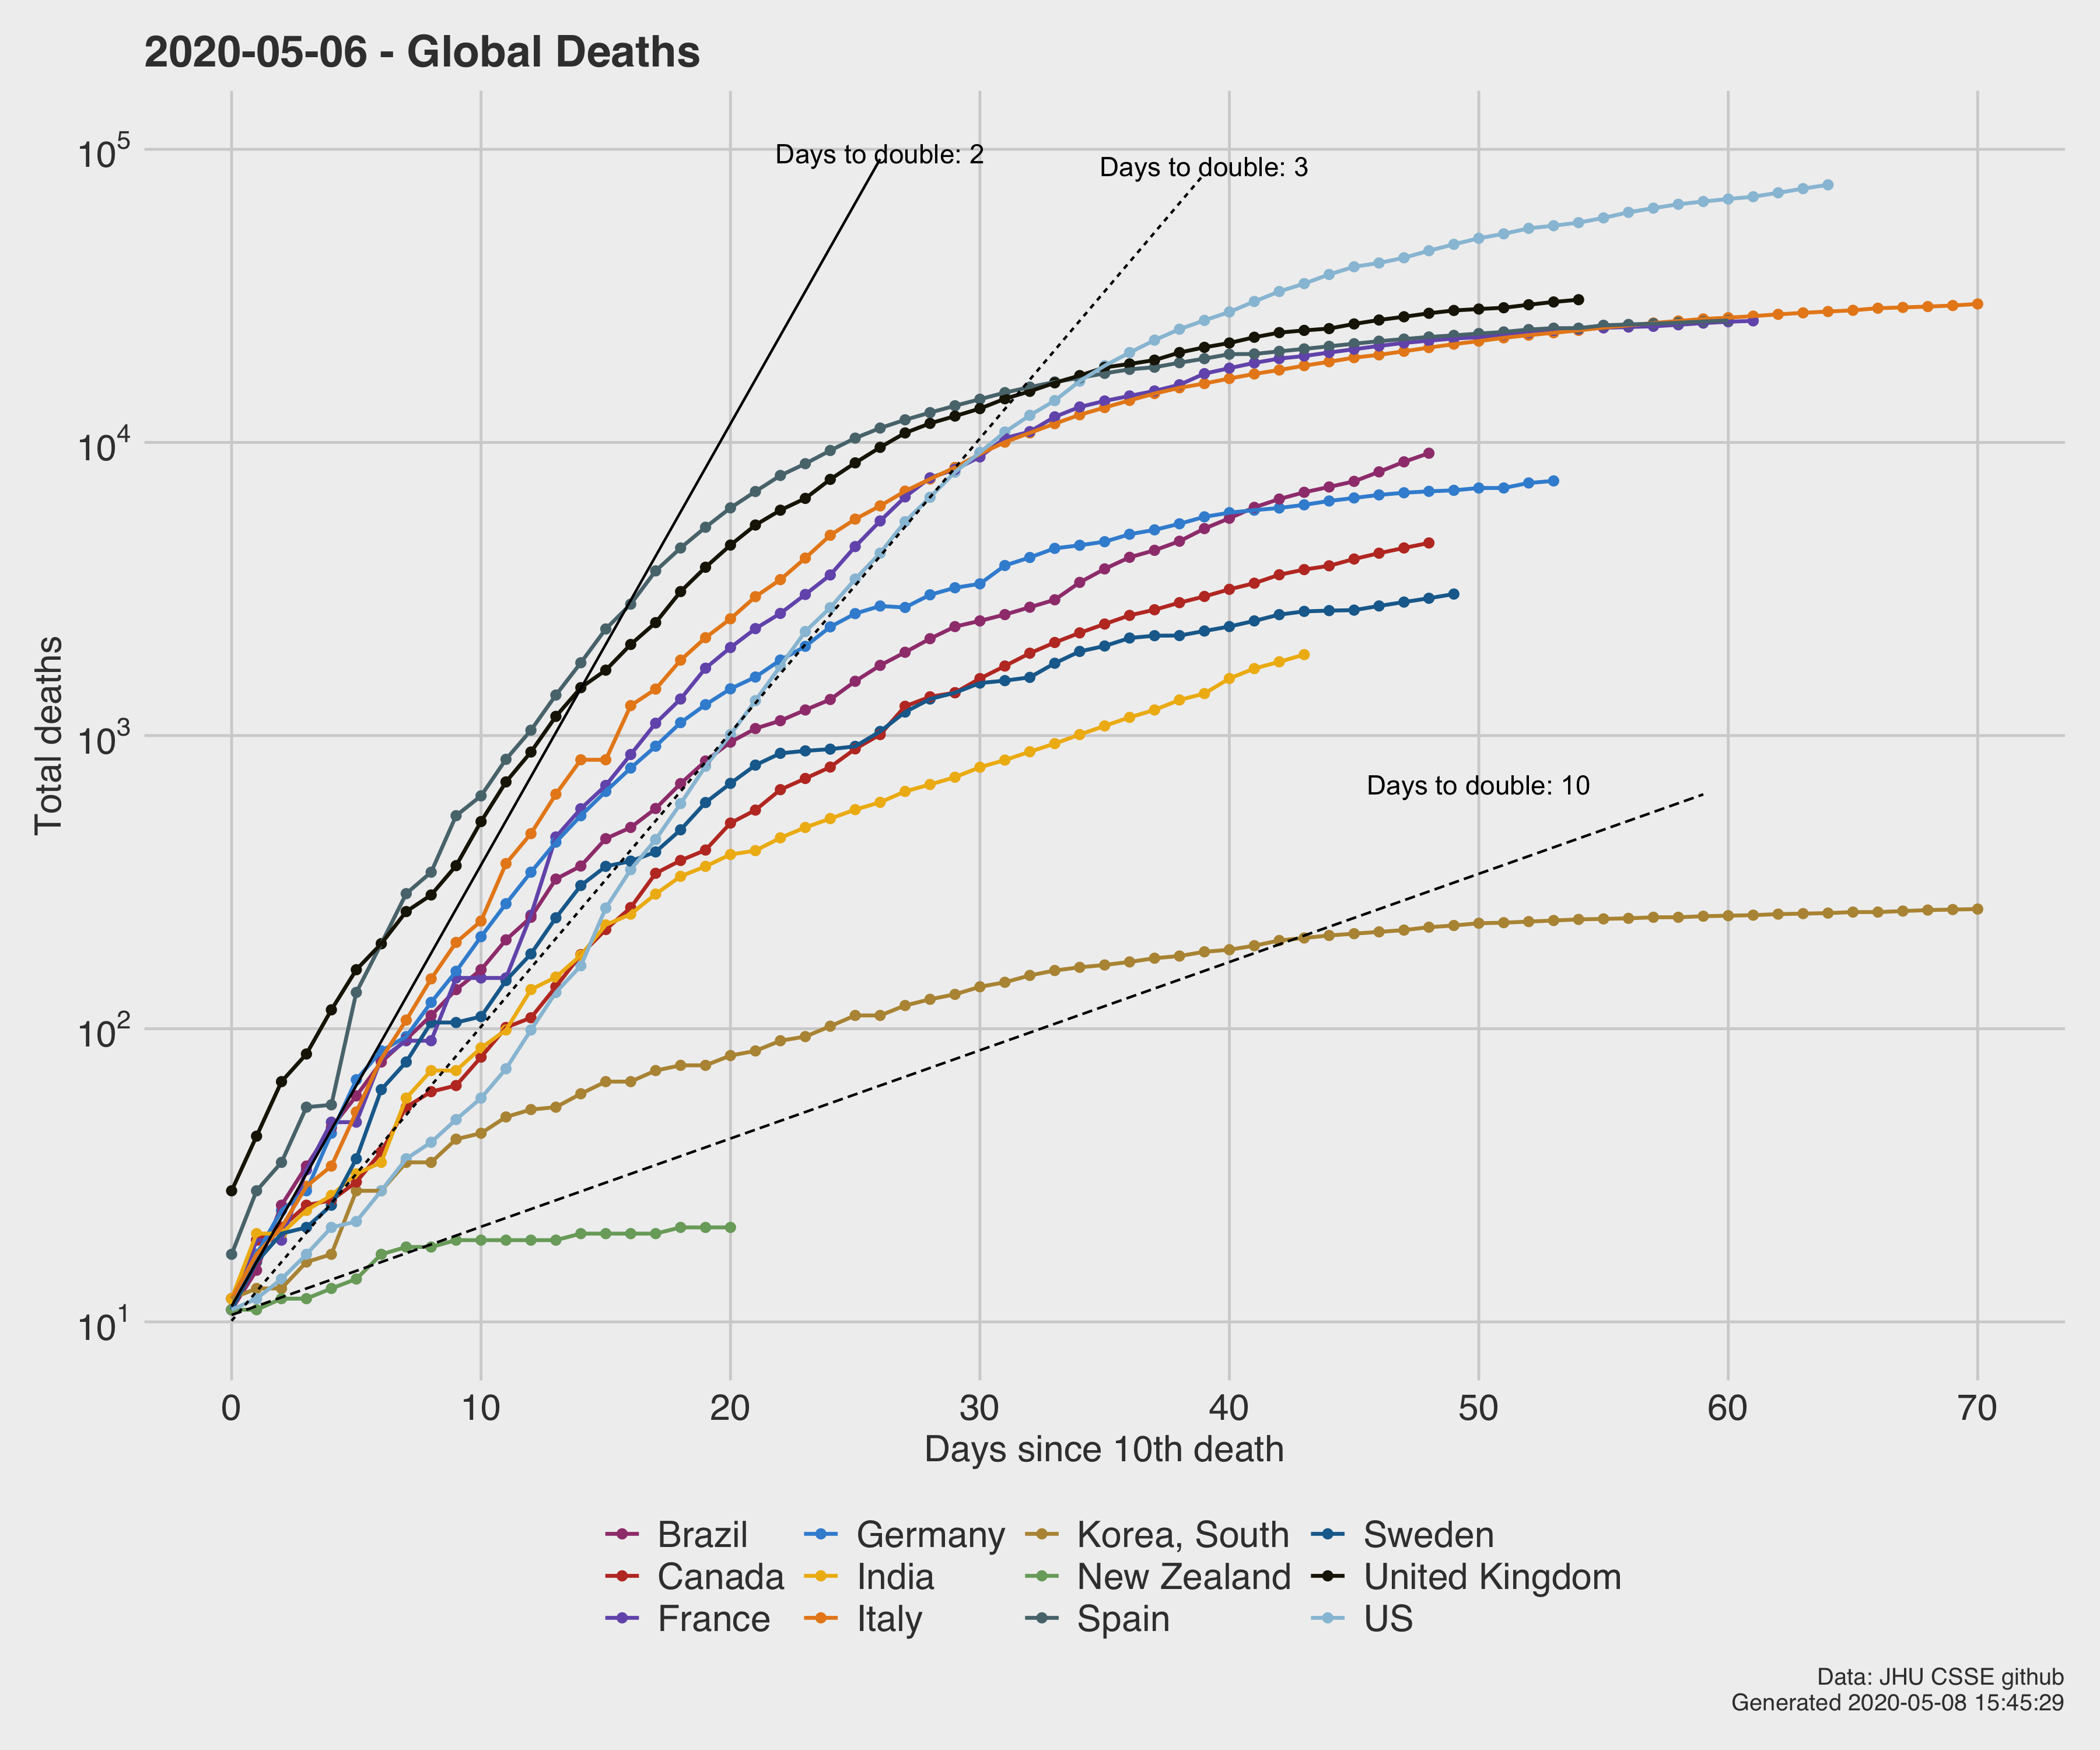 2020-05-06 - Global Deaths
10^5
10^4
10^3
10^2
10^1
Total deaths
Days to double: 2
Days to double: 3
Days to double: 10
0 10 20 30 40 50 60 70
Days since 10th death
Brazil Germany Korea, South Sweden
Canada India New Zealand United Kingdom
France Italy Spain US
Data: JHU CSSE github
Generated 2020-05-08 15:45:29